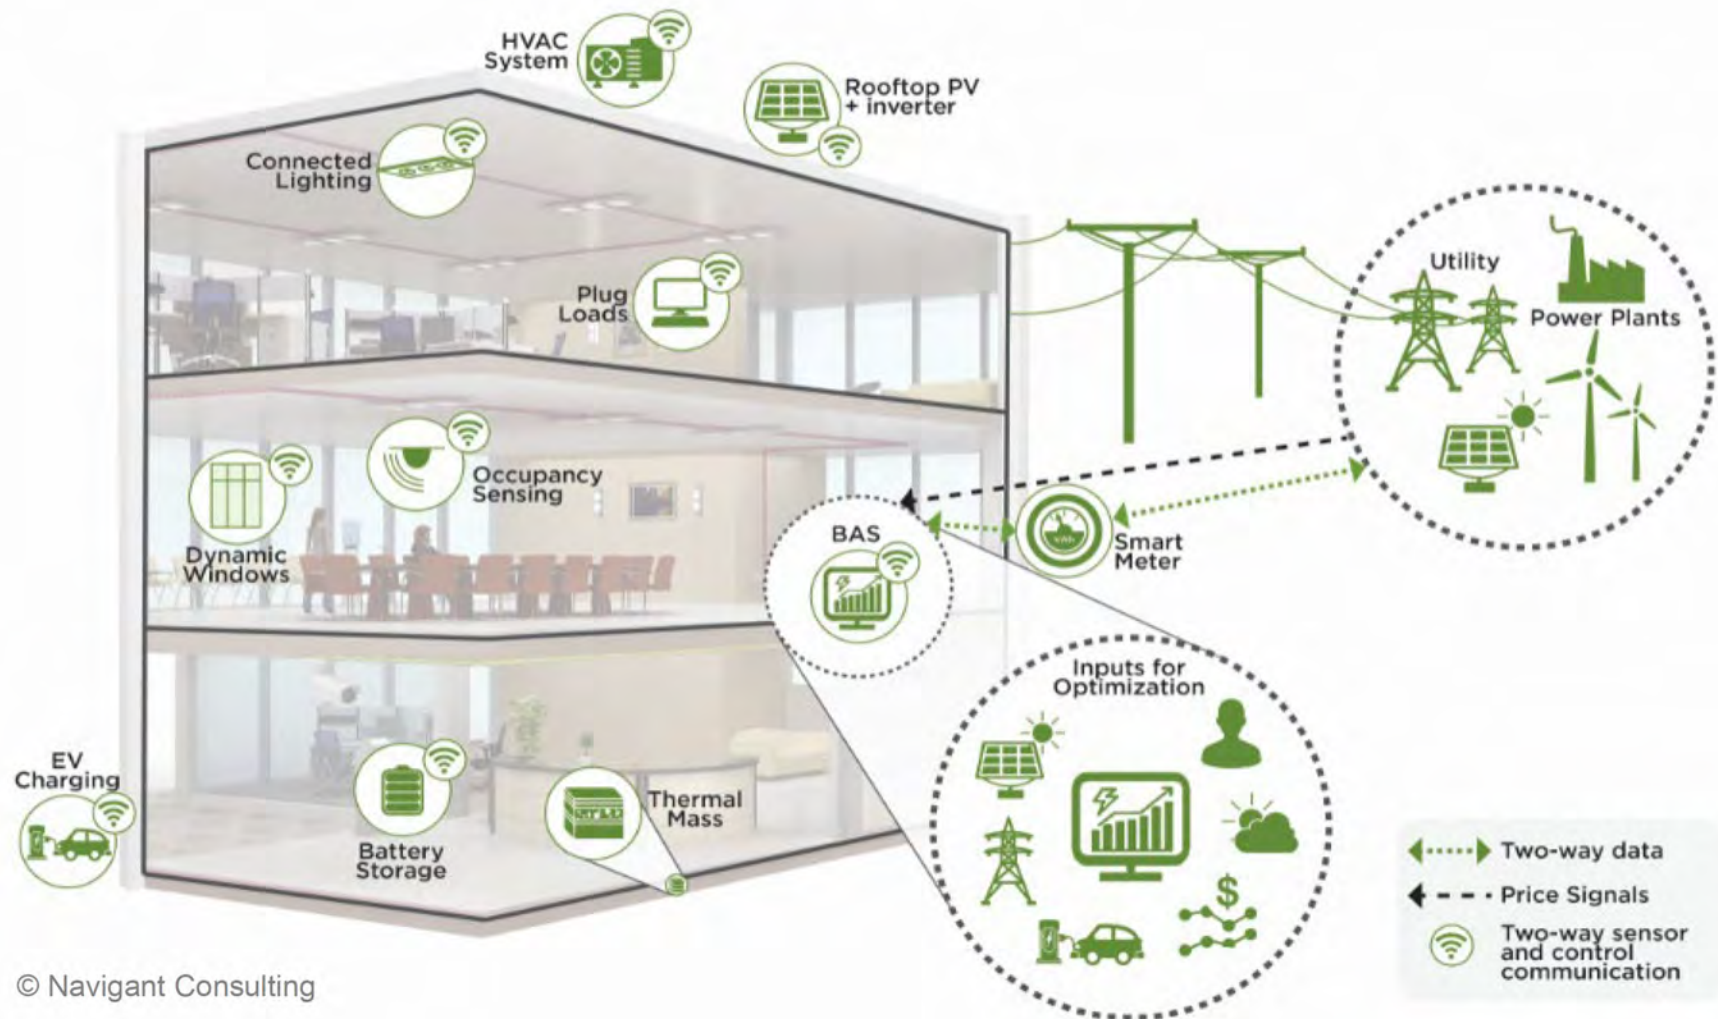 HVAC
System
Rooftop PV
+ inverter
Connected
Lighting
Plug
Loads
Utility
Power Plants
Occupancy
Sensing
Dynamic
Windows
BAS
Smart
Meter
Inputs for
Optimization
$
EV
Charging
Battery
Storage
Thermal
Mass
Two-way data
Price Signals
Two-way sensor
and control
communication
© Navigant Consulting